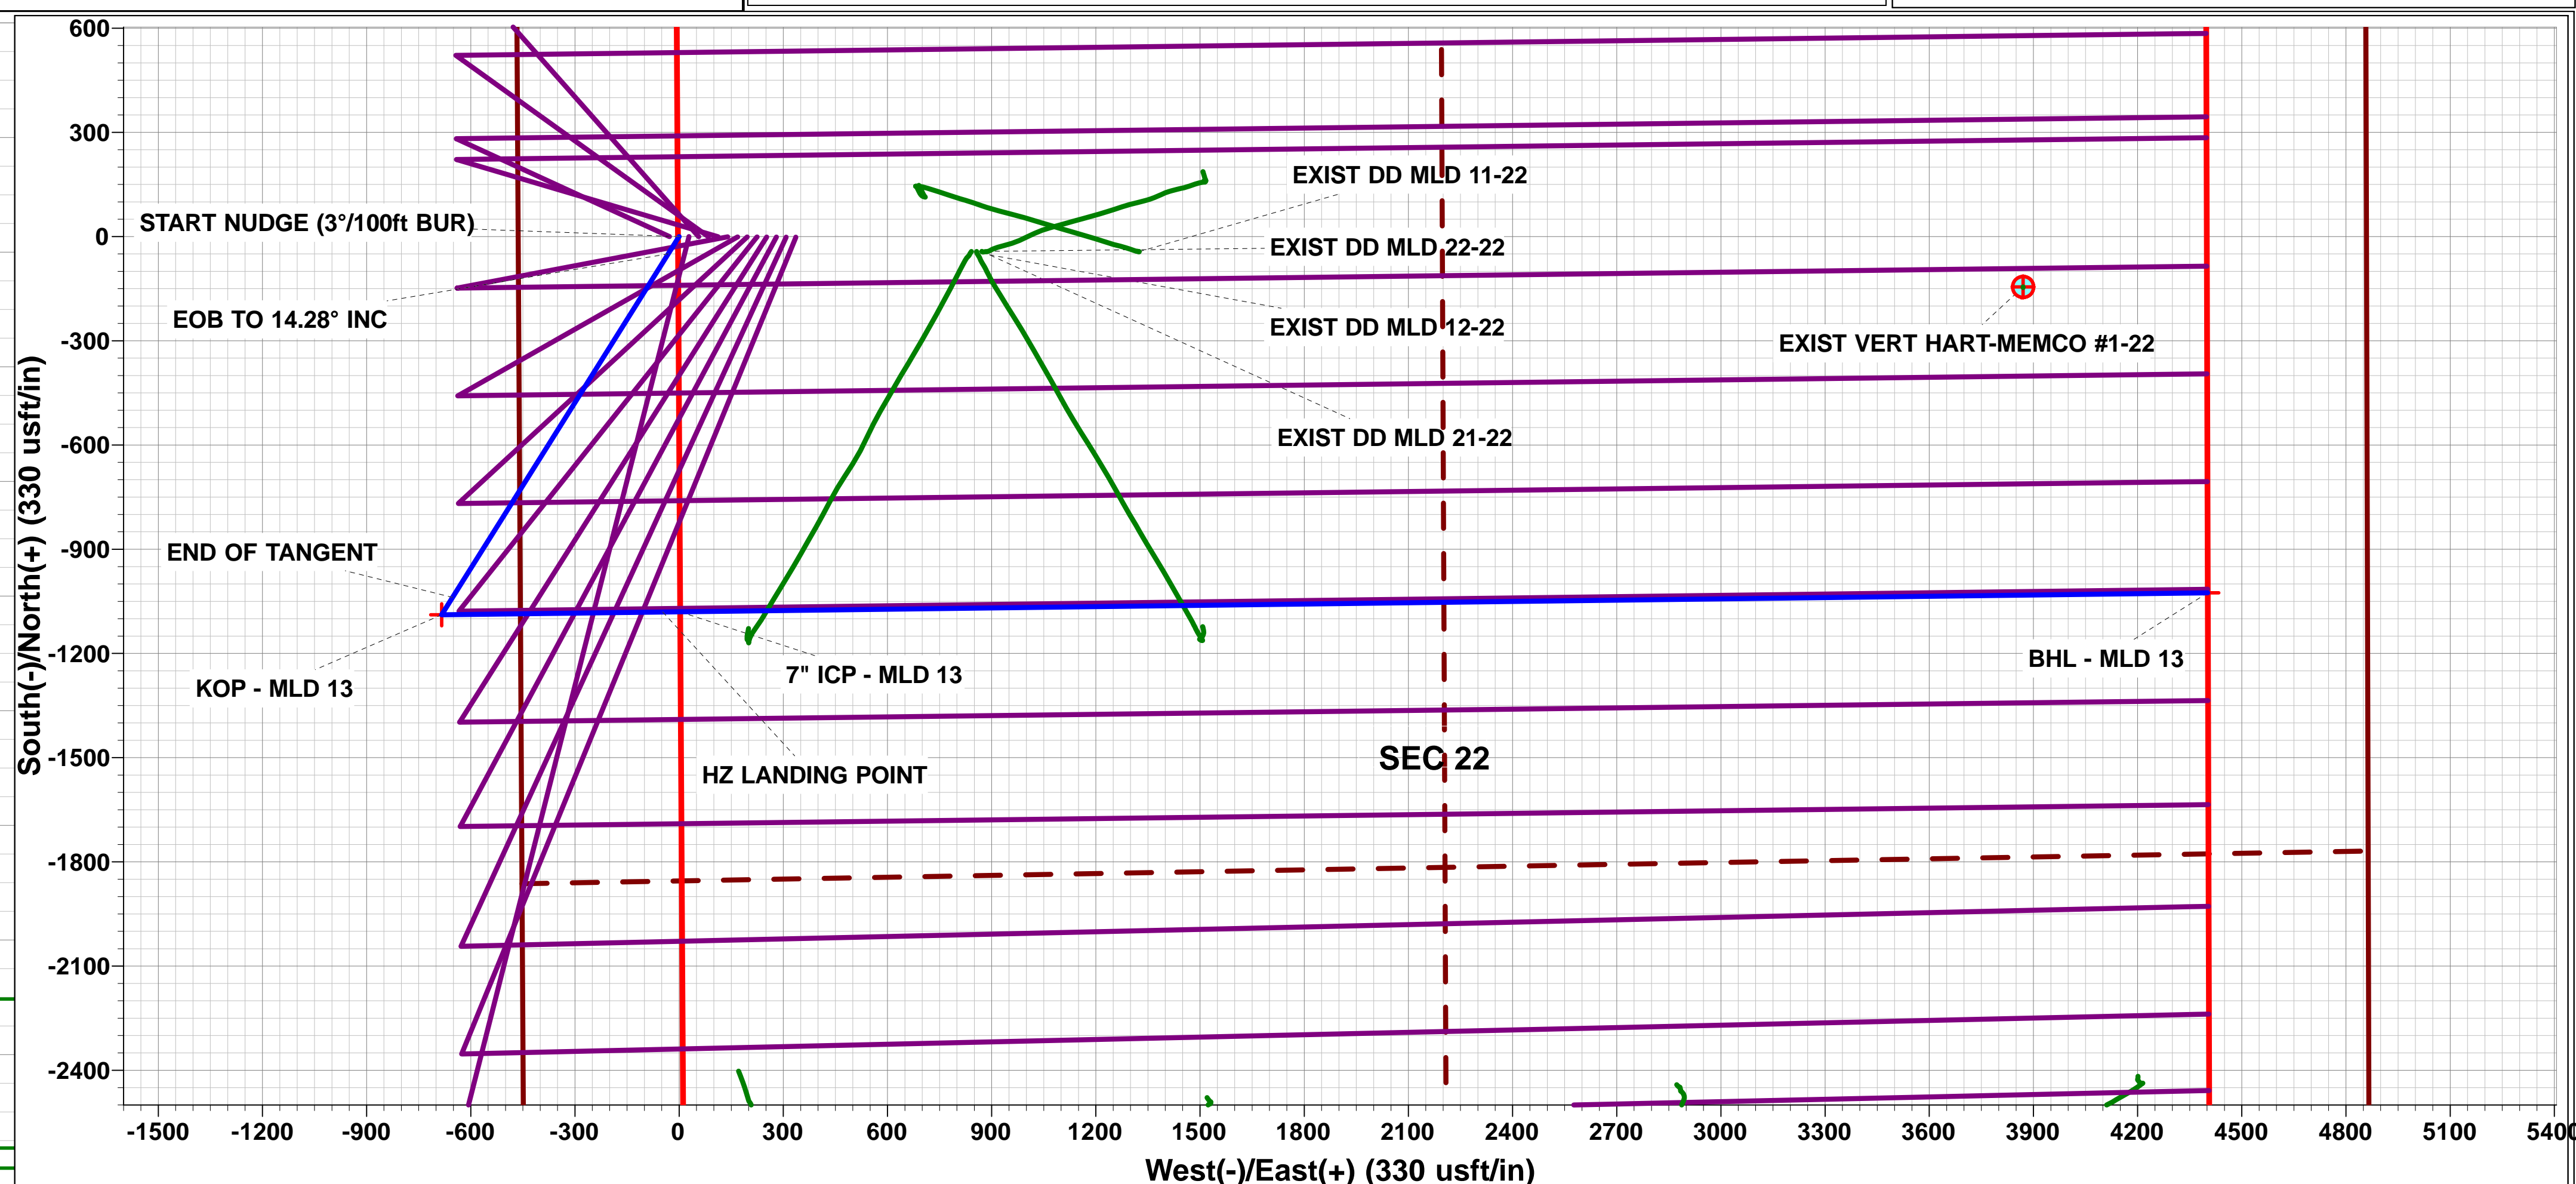 600
300
0
-300
-600
-900
-1200
-1500
-1800
-2100
-2400
South(-)/North(+) (330 usft/in)
START NUDGE (3°/100ft BUR)
EOB TO 14.28° INC
END OF TANGENT
KOP - MLD 13
7" ICP - MLD 13
HZ LANDING POINT
EXIST DD MLD 11-22
EXIST DD MLD 22-22
EXIST DD MLD 12-22
EXIST DD MLD 21-22
EXIST VERT HART-MEMCO #1-22
BHL - MLD 13
SEC 22
-1500 -1200 -900 -600 -300 0 300 600 900 1200 1500 1800 2100 2400 2700 3000 3300 3600 3900 4200 4500 4800 5100 5400
West(-)/East(+) (330 usft/in)